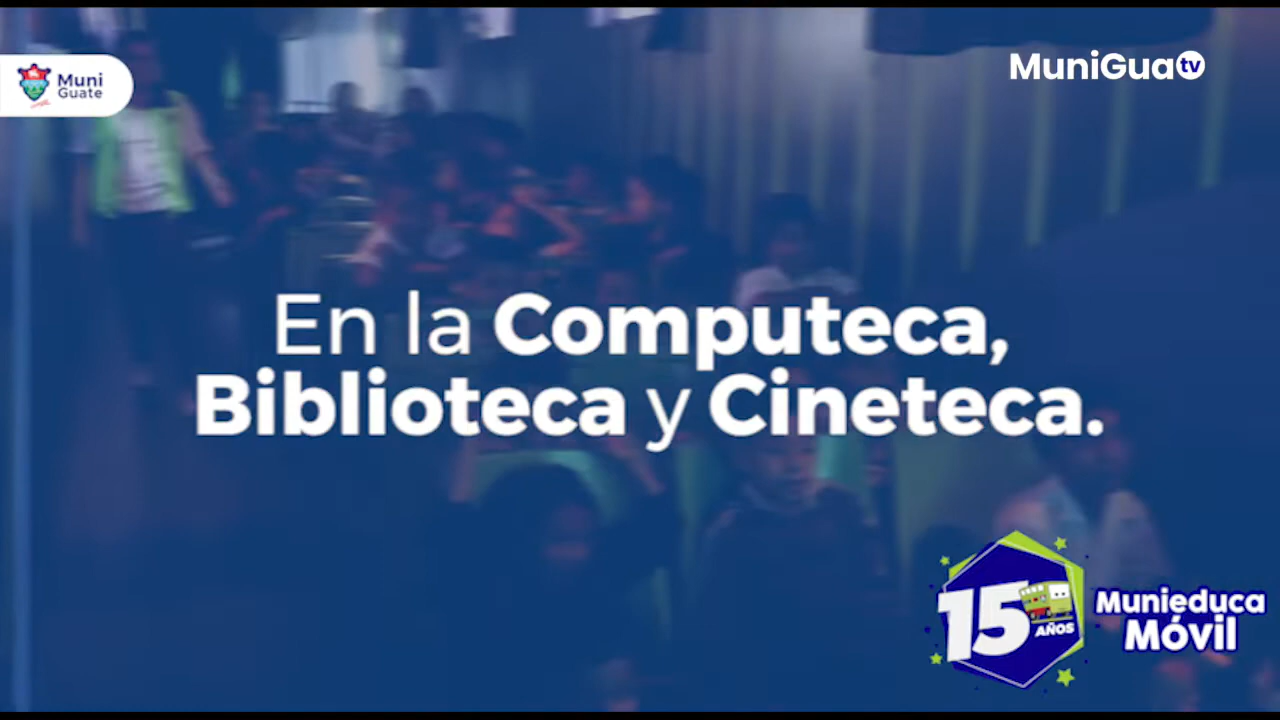 Muni
Guate
MuniGuatv
En la Computeca,
Biblioteca y Cineteca.
15
AÑOS
Munieduca
Móvil